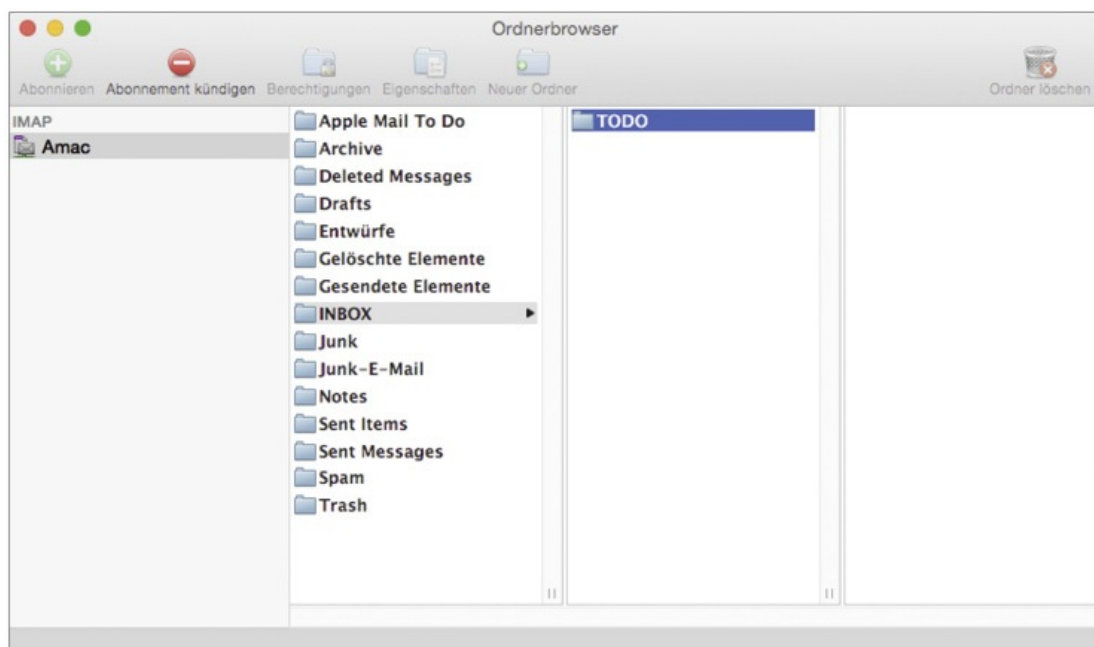 Ordnerbrowser
Abonnieren Abonnement kündigen Berechtigungen Eigenschaften Neuer Ordner Ordner löschen
IMAP
Amac
Apple Mail To Do
Archive
Deleted Messages
Drafts
Entwürfe
Gelöschte Elemente
Gesendete Elemente
INBOX
Junk
Junk-E-Mail
Notes
Sent Items
Sent Messages
Spam
Trash
TODO